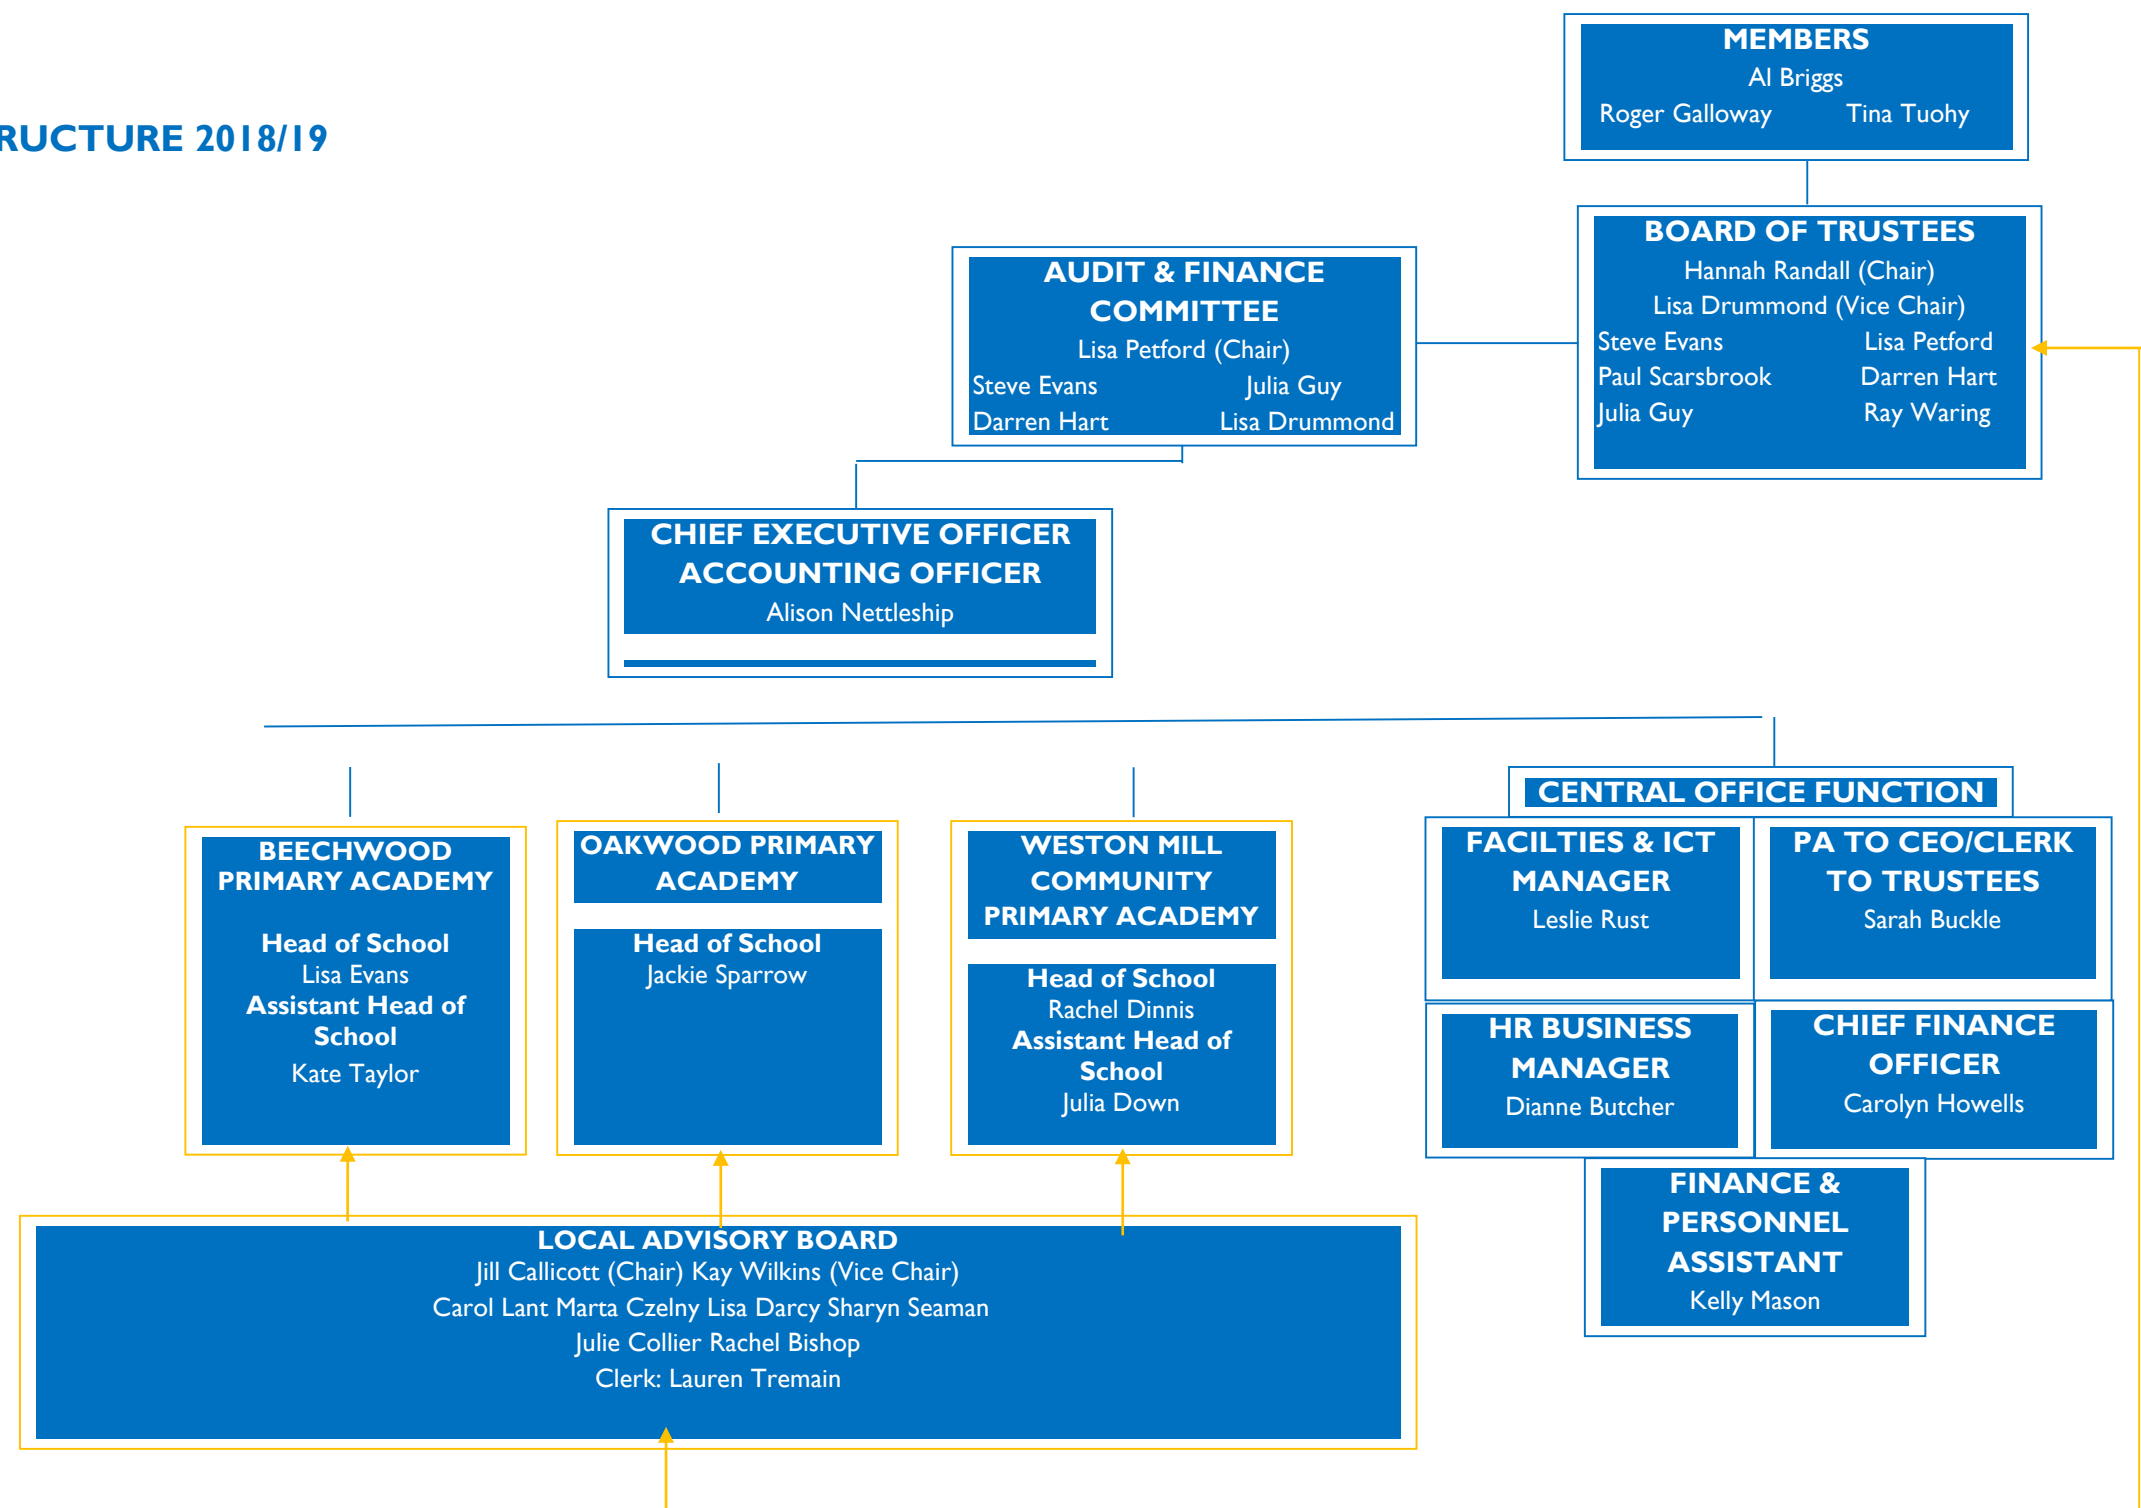 RUCTURE 2018/19
MEMBERS
Al Briggs
Roger Galloway Tina Tuohy
BOARD OF TRUSTEES
Hannah Randall (Chair)
Lisa Drummond (Vice Chair)
Steve Evans Lisa Petford
Paul Scarsbrook Darren Hart
Julia Guy Ray Waring
AUDIT & FINANCE
COMMITTEE
Lisa Petford (Chair)
Steve Evans Julia Guy
Darren Hart Lisa Drummond
CHIEF EXECUTIVE OFFICER
ACCOUNTING OFFICER
Alison Nettleship
BEECHWOOD
PRIMARY ACADEMY
Head of School
Lisa Evans
Assistant Head of
School
Kate Taylor
OAKWOOD PRIMARY
ACADEMY
Head of School
Jackie Sparrow
WESTON MILL
COMMUNITY
PRIMARY ACADEMY
Head of School
Rachel Dinnis
Assistant Head of
School
Julia Down
CENTRAL OFFICE FUNCTION
FACILTIES & ICT
MANAGER
Leslie Rust
PA TO CEO/CLERK
TO TRUSTEES
Sarah Buckle
HR BUSINESS
MANAGER
Dianne Butcher
CHIEF FINANCE
OFFICER
Carolyn Howells
FINANCE &
PERSONNEL
ASSISTANT
Kelly Mason
LOCAL ADVISORY BOARD
Jill Callicott (Chair) Kay Wilkins (Vice Chair)
Carol Lant Marta Czelny Lisa Darcy Sharyn Seaman
Julie Collier Rachel Bishop
Clerk: Lauren Tremain